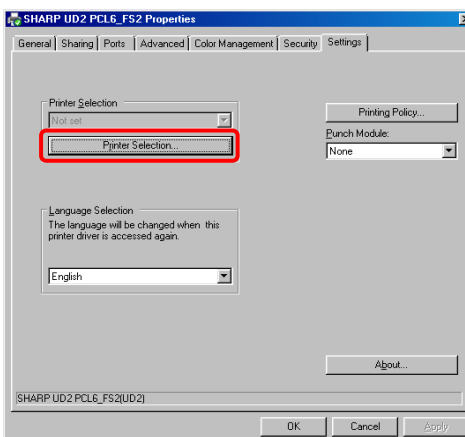 SHARP UD2 PCL6_FS2 Properties
General Sharing Ports Advanced Color Management Security Settings
Printer Selection
Not set
Printer Selection...
Printing Policy...
Punch Module:
None
Language Selection
The language will be changed when this
printer driver is accessed again.
English
About...
SHARP UD2 PCL6_FS2(UD2)
OK Cancel Apply